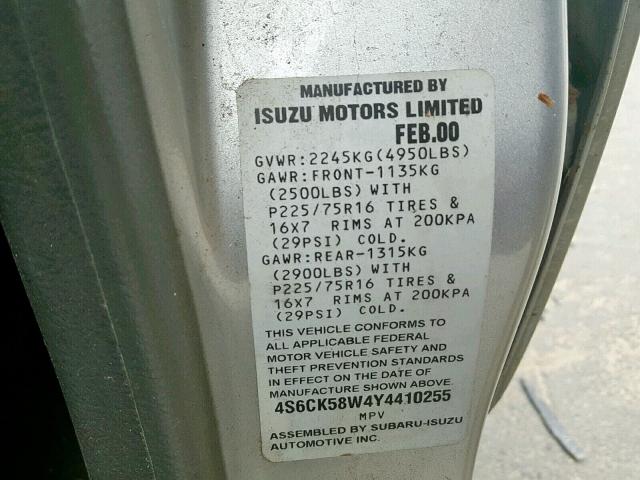 MANUFACTURED BY
ISUZU MOTORS LIMITED
FEB.00
GVWR:2245KG(4950LBS)
GAWR:FRONT-1135KG
(2500LBS) WITH
P225/75R16 TIRES &
16X7 RIMS AT 200KPA
(29PSI) COLD.
GAWR:REAR-1315KG
(2900LBS) WITH
P225/75R16 TIRES &
16X7 RIMS AT 200KPA
(29PSI) COLD.
THIS VEHICLE CONFORMS TO
ALL APPLICABLE FEDERAL
MOTOR VEHICLE SAFETY AND
THEFT PREVENTION STANDARDS
IN EFFECT ON THE DATE OF
MANUFACTURE SHOWN ABOVE.
4S6CK58W4Y4410255
MPV
ASSEMBLED BY SUBARU-ISUZU
AUTOMOTIVE INC.